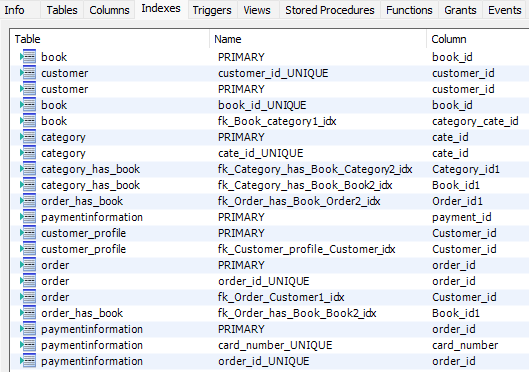 Info Tables Columns Indexes Triggers Views Stored Procedures Functions Grants Events
Table Name Column
book PRIMARY book_id
customer customer_id_UNIQUE customer_id
customer PRIMARY customer_id
book book_id_UNIQUE book_id
book fk_Book_category1_idx category_cate_id
category PRIMARY cate_id
category cate_id_UNIQUE cate_id
category_has_book fk_Category_has_Book_Category2_idx Category_id1
category_has_book fk_Category_has_Book_Book2_idx Book_id1
order_has_book fk_Order_has_Book_Order2_idx Order_id1
paymentinformation PRIMARY payment_id
customer_profile PRIMARY Customer_id
customer_profile fk_Customer_profile_Customer_idx Customer_id
order PRIMARY order_id
order order_id_UNIQUE order_id
order fk_Order_Customer1_idx Customer_id
order_has_book fk_Order_has_Book_Book2_idx Book_id1
paymentinformation PRIMARY order_id
paymentinformation card_number_UNIQUE card_number
paymentinformation order_id_UNIQUE order_id